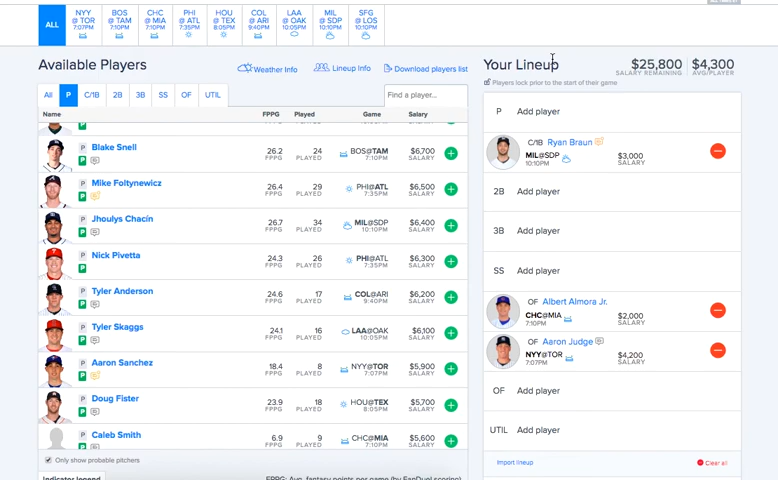 ALL
NYY @ TOR 7:07PM
BOS @ TAM 7:10PM
CHC @ MIA 7:10PM
PHI @ ATL 7:35PM
HOU @ TEX 8:05PM
COL @ ARI 9:40PM
LAA @ OAK 10:05PM
MIL @ SDP 10:10PM
SFG @ LOS 10:10PM
Available Players
Weather Info
Lineup Info
Download players list
All P C/1B 2B 3B SS OF UTIL
Find a player...
Name FPPG Played Game Salary
P
P Blake Snell 26.2 FPPG 24 PLAYED BOS@TAM 7:10PM $6,700
P
P Mike Foltynewicz 26.4 FPPG 29 PLAYED PHI@ATL 7:35PM $6,500
P
P Jhoulys Chacín 26.7 FPPG 34 PLAYED MIL@SDP 10:10PM $6,400
P
P Nick Pivetta 24.3 FPPG 26 PLAYED PHI@ATL 7:35PM $6,300
P
P Tyler Anderson 24.6 FPPG 17 PLAYED COL@ARI 9:40PM $6,200
P
P Tyler Skaggs 24.1 FPPG 16 PLAYED LAA@OAK 10:05PM $6,100
P
P Aaron Sanchez 18.4 FPPG 8 PLAYED NYY@TOR 7:07PM $5,900
P
P Doug Fister 23.9 FPPG 18 PLAYED HOU@TEX 8:05PM $5,700
P
P Caleb Smith 6.9 FPPG 9 PLAYED CHC@MIA 7:10PM $5,600
P
Only show probable pitchers
Your Lineup
$25,800 SALARY REMAINING
$4,300 AVG/PLAYER
Players lock prior to the start of their game
P Add player
C/1B Ryan Braun
MIL@SDP 10:10PM $3,000 SALARY
2B Add player
3B Add player
SS Add player
OF Albert Almora Jr.
CHC@MIA 7:10PM $2,000 SALARY
OF Aaron Judge
NYY@TOR 7:07PM $4,200 SALARY
OF Add player
UTIL Add player
Import lineup
Clear all
Indicator legend
FPPG: Avg. fantasy points per game (by FanDuel scoring)